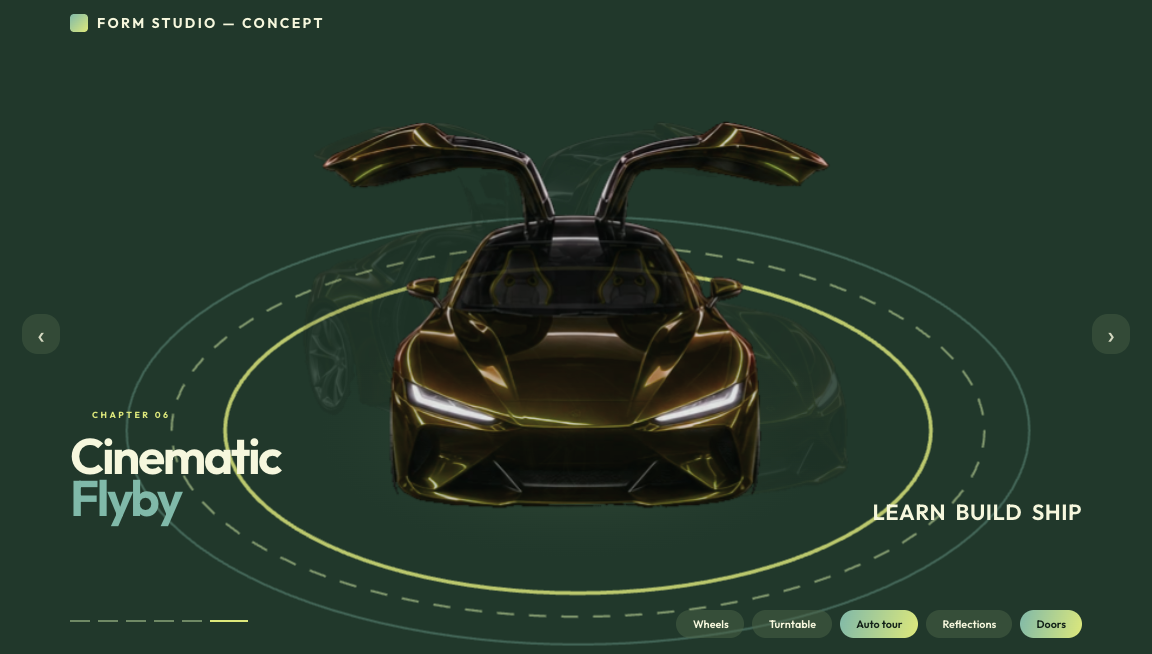 FORM STUDIO — CONCEPT
‹
›
CHAPTER 06
Cinematic
Flyby
LEARN BUILD SHIP
Wheels
Turntable
Auto tour
Reflections
Doors